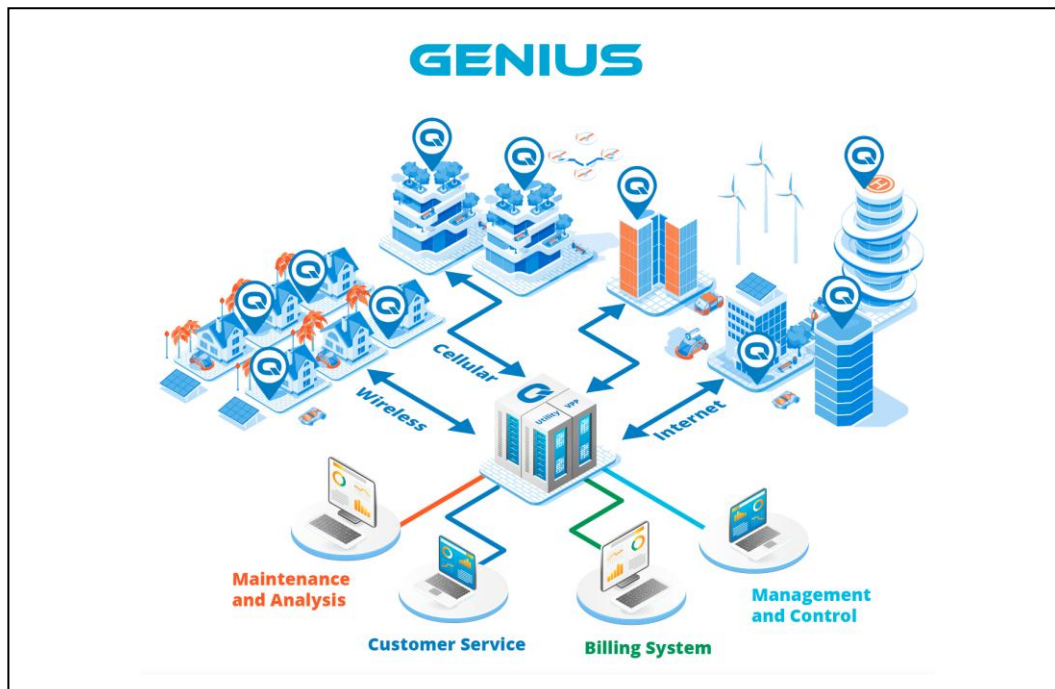 GENIUS
Q
Q
Q
Q
Q
Q
Q
Q
Q
Q
Q
Cellular
Wireless
Internet
Q
Utility
VPP
H
Maintenance
and Analysis
Customer Service
Billing System
Management
and Control